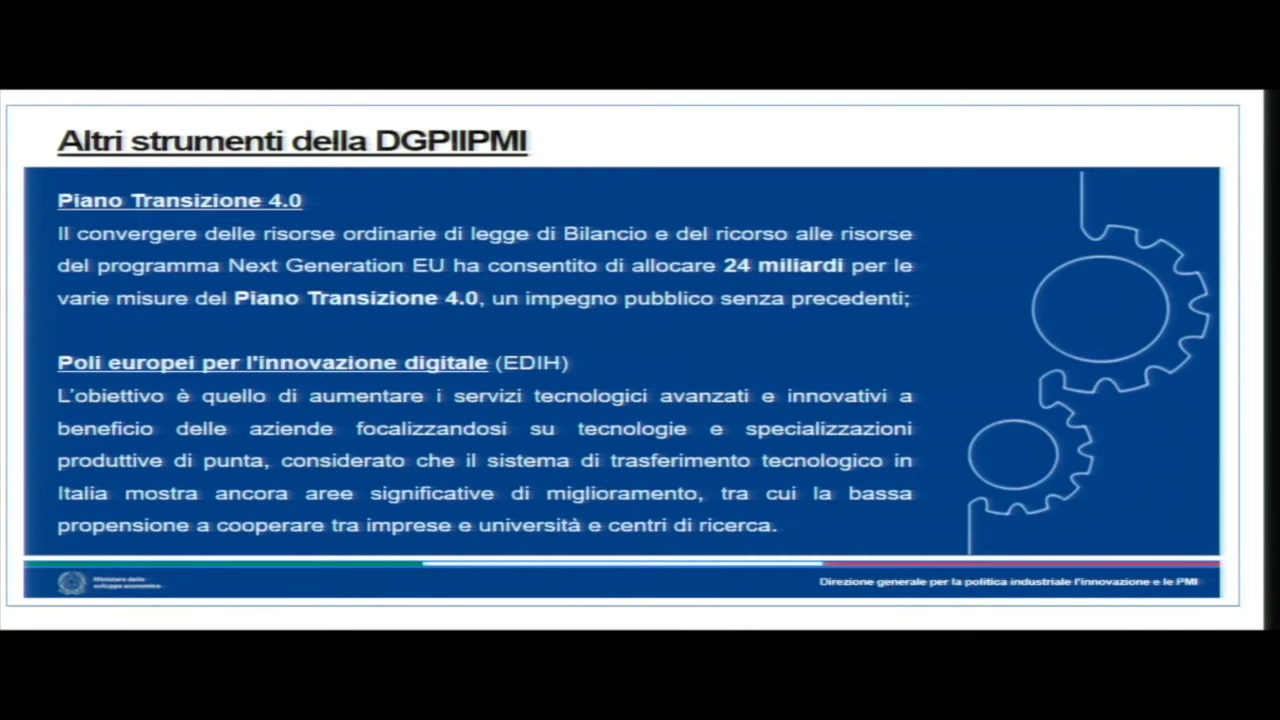 Altri strumenti della DGPIIPMI
Piano Transizione 4.0
Il convergere delle risorse ordinarie di legge di Bilancio e del ricorso alle risorse
del programma Next Generation EU ha consentito di allocare 24 miliardi per le
varie misure del Piano Transizione 4.0, un impegno pubblico senza precedenti;
Poli europei per l'innovazione digitale (EDIH)
L'obiettivo è quello di aumentare i servizi tecnologici avanzati e innovativi a
beneficio delle aziende focalizzandosi su tecnologie e specializzazioni
produttive di punta, considerato che il sistema di trasferimento tecnologico in
Italia mostra ancora aree significative di miglioramento, tra cui la bassa
propensione a cooperare tra imprese e università e centri di ricerca.
Ministero dello
sviluppo economico
Direzione generale per la politica industriale l'innovazione e le PMI